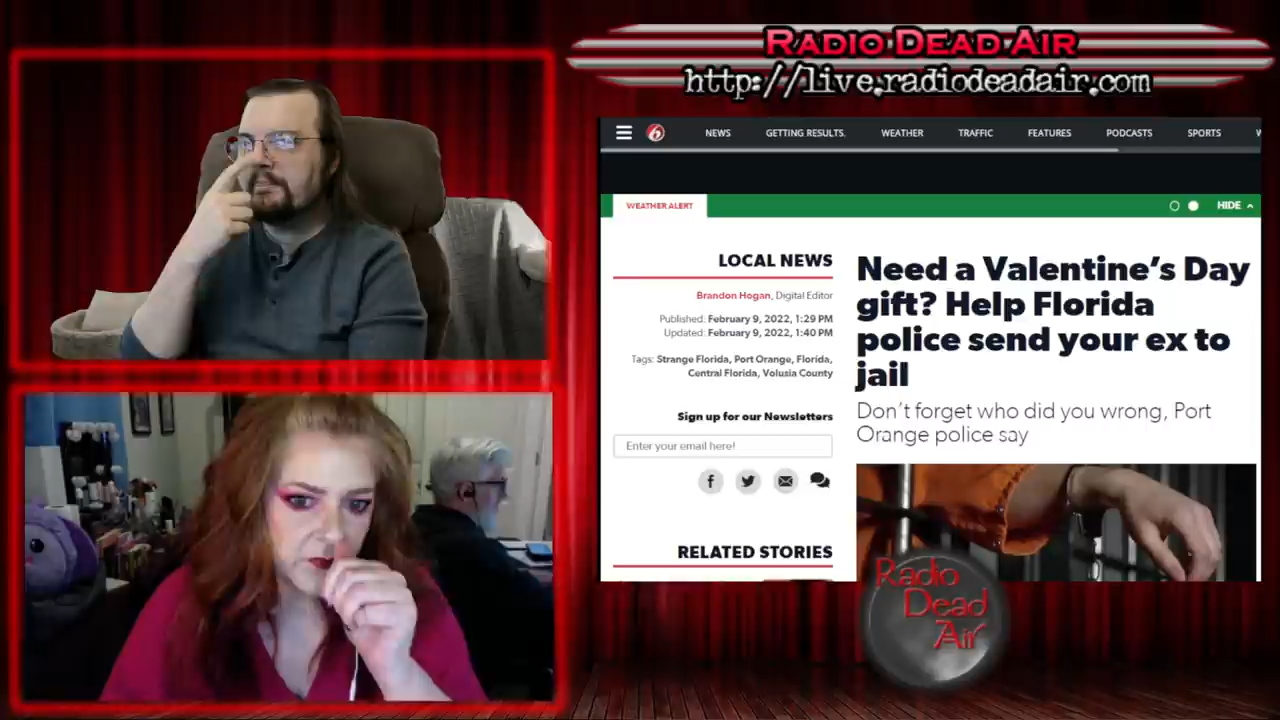 RADIO DEAD AIR
http://live.radiodeadair.com
6 NEWS GETTING RESULTS. WEATHER TRAFFIC FEATURES PODCASTS SPORTS W
WEATHER ALERT
HIDE
LOCAL NEWS
Brandon Hogan, Digital Editor
Published: February 9, 2022, 1:29 PM
Updated: February 9, 2022, 1:40 PM
Tags: Strange Florida, Port Orange, Florida,
Central Florida, Volusia County
Sign up for our Newsletters
Enter your email here!
RELATED STORIES
Need a Valentine's Day
gift? Help Florida
police send your ex to
jail
Don't forget who did you wrong, Port
Orange police say
Radio
Dead
Air